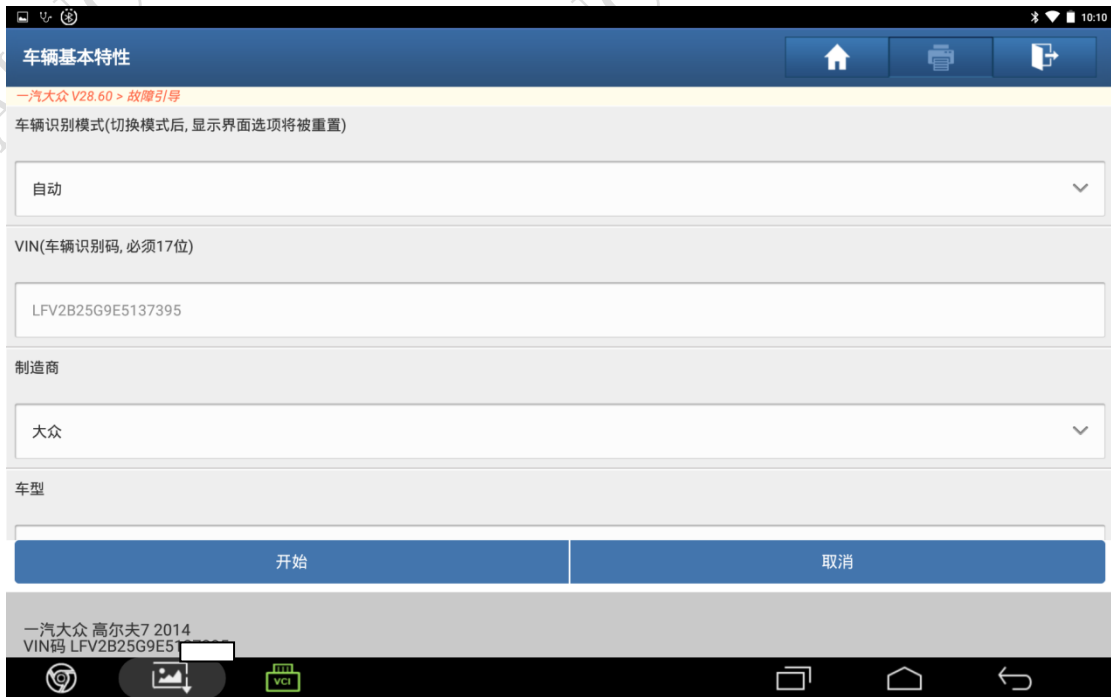 10:10
车辆基本特性
一汽大众 V28.60 > 故障引导
车辆识别模式(切换模式后, 显示界面选项将被重置)
自动
VIN(车辆识别码, 必须17位)
LFV2B25G9E5137395
制造商
大众
车型
开始
取消
一汽大众 高尔夫7 2014
VIN码 LFV2B25G9E51
VCI